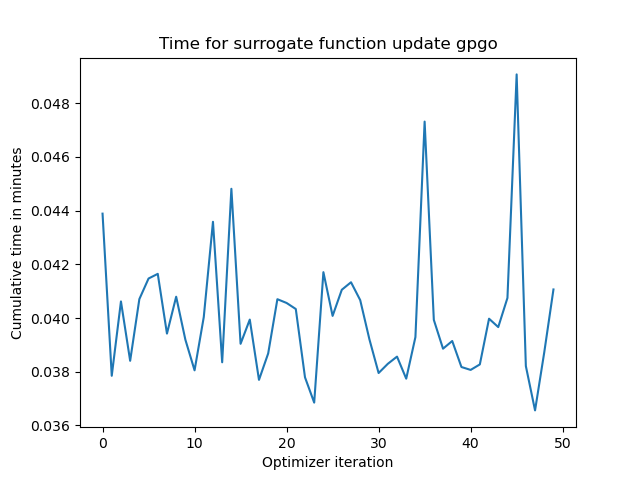 Time for surrogate function update gpgo
Cumulative time in minutes
0.048
0.046
0.044
0.042
0.040
0.038
0.036
0 10 20 30 40 50
Optimizer iteration